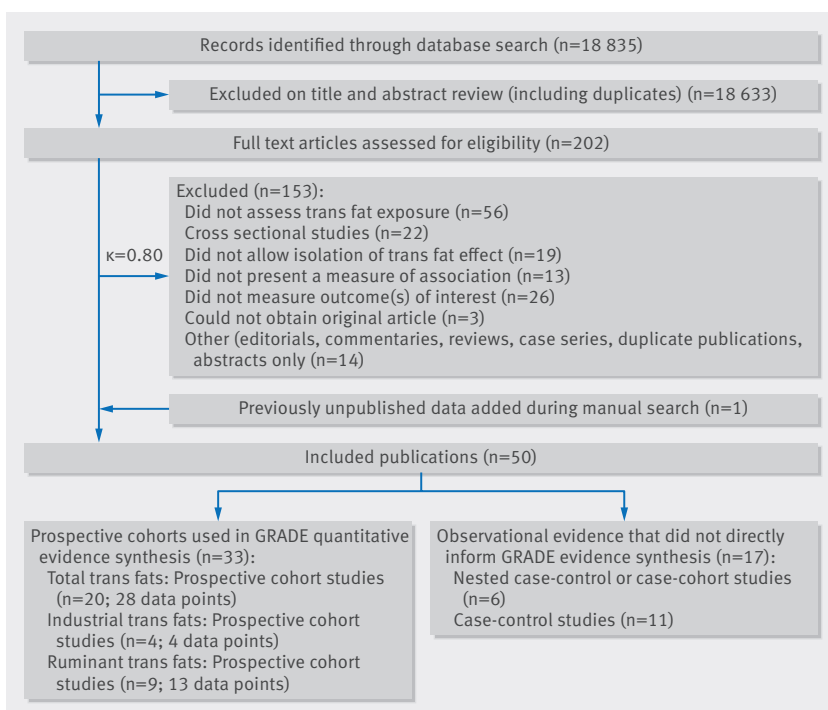 Records identified through database search (n=18 835)
Excluded on title and abstract review (including duplicates) (n=18 633)
Full text articles assessed for eligibility (n=202)
Excluded (n=153):
Did not assess trans fat exposure (n=56)
Cross sectional studies (n=22)
κ=0.80
Did not allow isolation of trans fat effect (n=19)
Did not present a measure of association (n=13)
Did not measure outcome(s) of interest (n=26)
Could not obtain original article (n=3)
Other (editorials, commentaries, reviews, case series, duplicate publications,
abstracts only (n=14)
Previously unpublished data added during manual search (n=1)
Included publications (n=50)
Prospective cohorts used in GRADE quantitative
evidence synthesis (n=33):
Total trans fats: Prospective cohort studies
(n=20; 28 data points)
Industrial trans fats: Prospective cohort
studies (n=4; 4 data points)
Ruminant trans fats: Prospective cohort
studies (n=9; 13 data points)
Observational evidence that did not directly
inform GRADE evidence synthesis (n=17):
Nested case-control or case-cohort studies
(n=6)
Case-control studies (n=11)